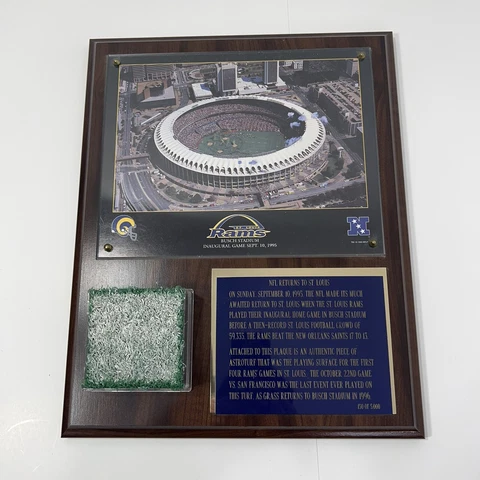 Rams
BUSCH STADIUM
INAUGURAL GAME SEPT. 10, 1995
NFL RETURNS TO ST. LOUIS
ON SUNDAY, SEPTEMBER 10, 1995, THE NFL MADE ITS MUCH
AWAITED RETURN TO ST. LOUIS WHEN THE ST. LOUIS RAMS
PLAYED THEIR INAUGURAL HOME GAME IN BUSCH STADIUM
BEFORE A THEN-RECORD ST. LOUIS FOOTBALL CROWD OF
59,335. THE RAMS BEAT THE NEW ORLEANS SAINTS 17 TO 13.
ATTACHED TO THIS PLAQUE IS AN AUTHENTIC PIECE OF
ASTROTURF THAT WAS THE PLAYING SURFACE FOR THE FIRST
FOUR RAMS GAMES IN ST. LOUIS. THE OCTOBER 22ND GAME
VS. SAN FRANCISCO WAS THE LAST EVENT EVER PLAYED ON
THIS TURF, AS GRASS RETURNS TO BUSCH STADIUM IN 1996.
OF 5,000